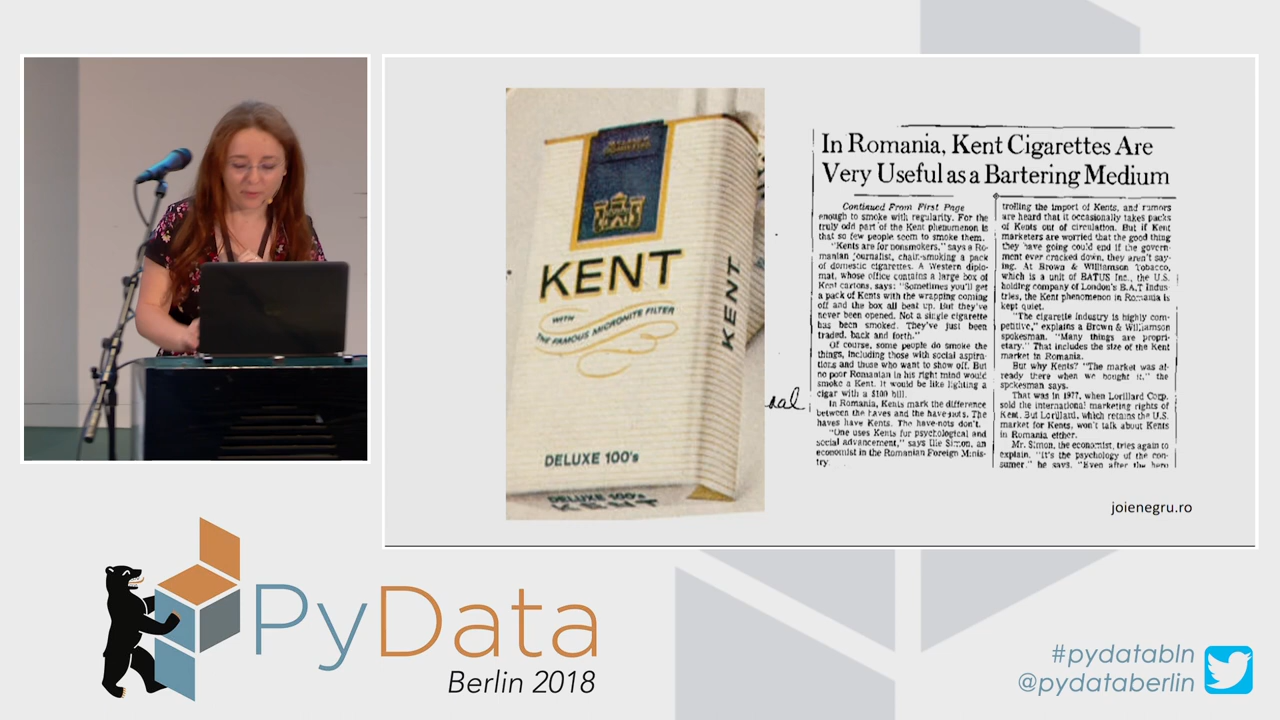 KENT
WITH
THE FAMOUS MICRONITE FILTER
KENT
DELUXE 100's
DELUXE 100's
KENT
In Romania, Kent Cigarettes Are
Very Useful as a Bartering Medium
Continued From First Page
enough to smoke with regularity. For the
truly odd part of the Kent phenomenon is
that so few people seem to smoke them.
"Kents are for nonsmokers," says a Ro-
manian journalist, chain-smoking a pack
of domestic cigarettes. A Western diplo-
mat, whose office contains a large box of
Kent cartons, says: "Sometimes you'll get
a pack of Kents with the wrapping coming
off and the box all beat up. But they've
never been opened. Not a single cigarette
has been smoked. They've just been
traded, back and forth."
Of course, some people do smoke the
things, including those with social aspira-
tions and those who want to show off. But
no poor Romanian in his right mind would
smoke a Kent. It would be like lighting a
cigar with a $100 bill.
In Romania, Kents mark the difference
between the haves and the have-nots. The
haves have Kents. The have-nots don't.
"One uses Kents for psychological and
social advancement," says Ilie Simon, an
economist in the Romanian Foreign Minis-
try.
trolling the import of Kents, and rumors
are heard that it occasionally takes packs
of Kents out of circulation. But if Kent
marketers are worried that the good thing
they have going could end if the govern-
ment ever cracked down, they aren't say-
ing. At Brown & Williamson Tobacco,
which is a unit of BATUS Inc., the U.S.
holding company of London's B.A.T Indus-
tries, the Kent phenomenon in Romania is
kept quiet.
"The cigarette industry is highly com-
petitive," explains a Brown & Williamson
spokesman. "Many things are propri-
etary." That includes the size of the Kent
market in Romania.
But why Kents? "The market was al-
ready there when we bought it," the
spokesman says.
That was in 1977, when Lorillard Corp.
sold the international marketing rights of
Kent. But Lorillard, which retains the U.S.
market for Kents, won't talk about Kents
in Romania either.
Mr. Simon, the economist, tries again to
explain. "It's the psychology of the con-
sumer," he says. "Even after the
joienegru.ro
PyData
Berlin 2018
#pydatabln
@pydataberlin